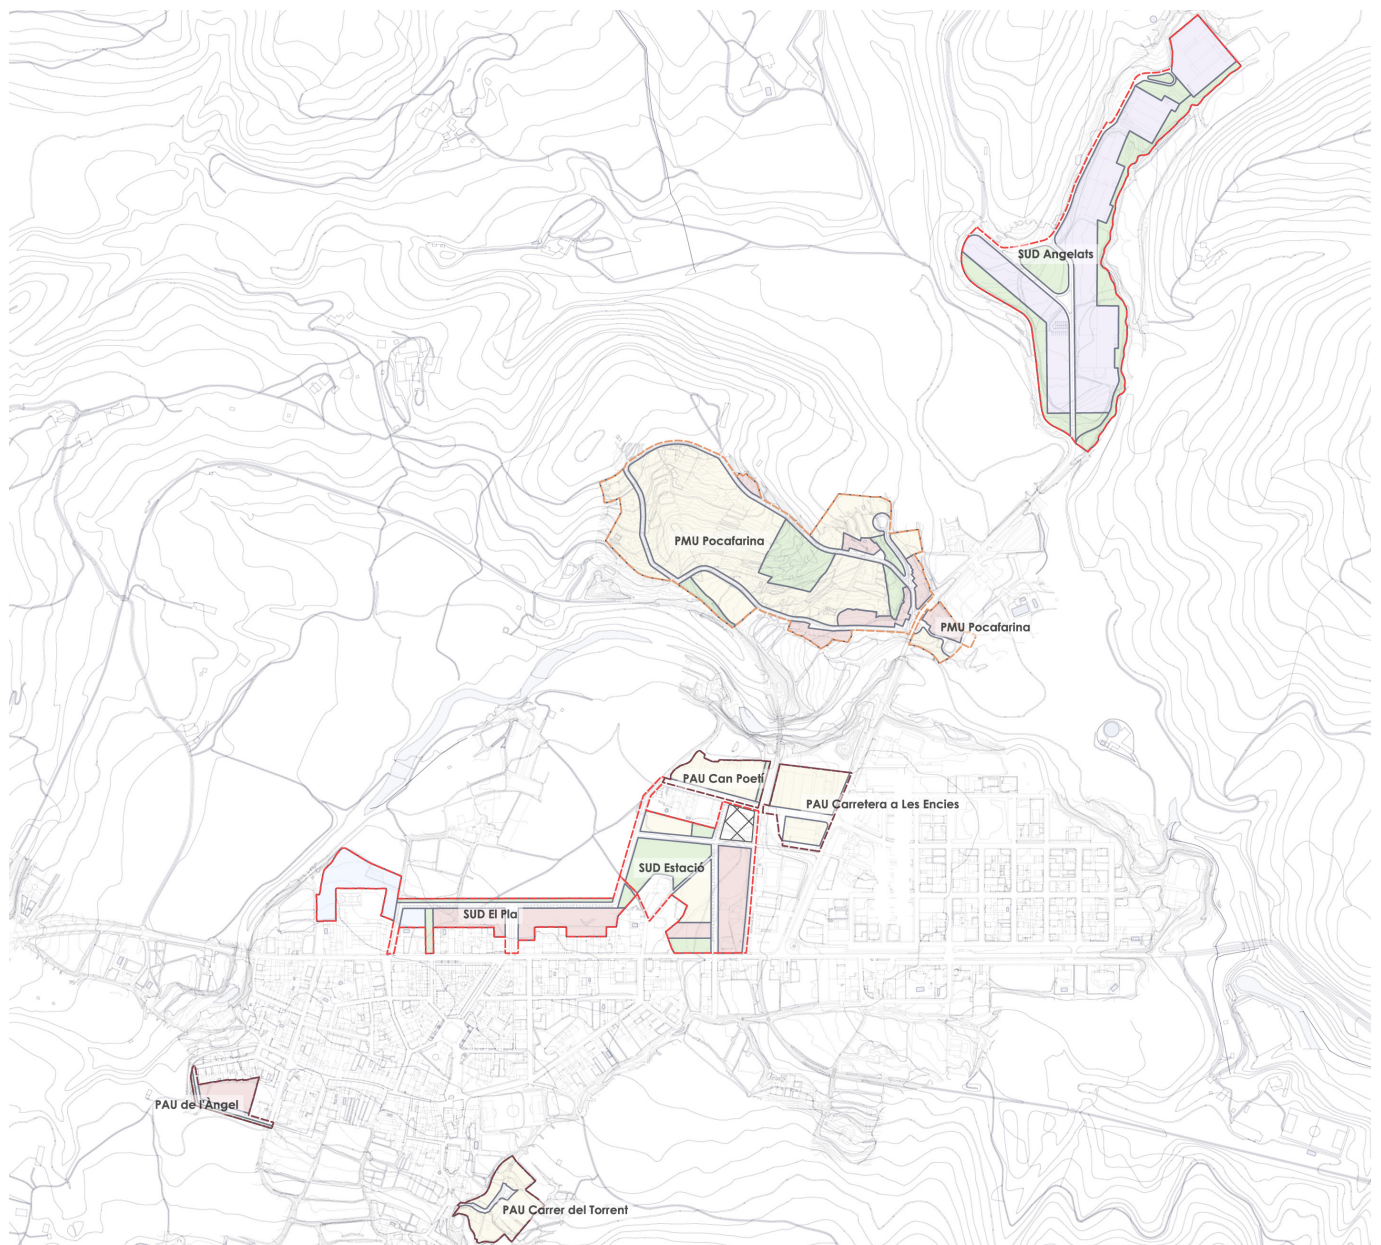 SUD Angelats
PMU Pocafarina
PMU Pocafarina
PAU Can Poetí
PAU Carretera a Les Encies
SUD Estació
SUD El Pla
PAU de l'Àngel
PAU Carrer del Torrent